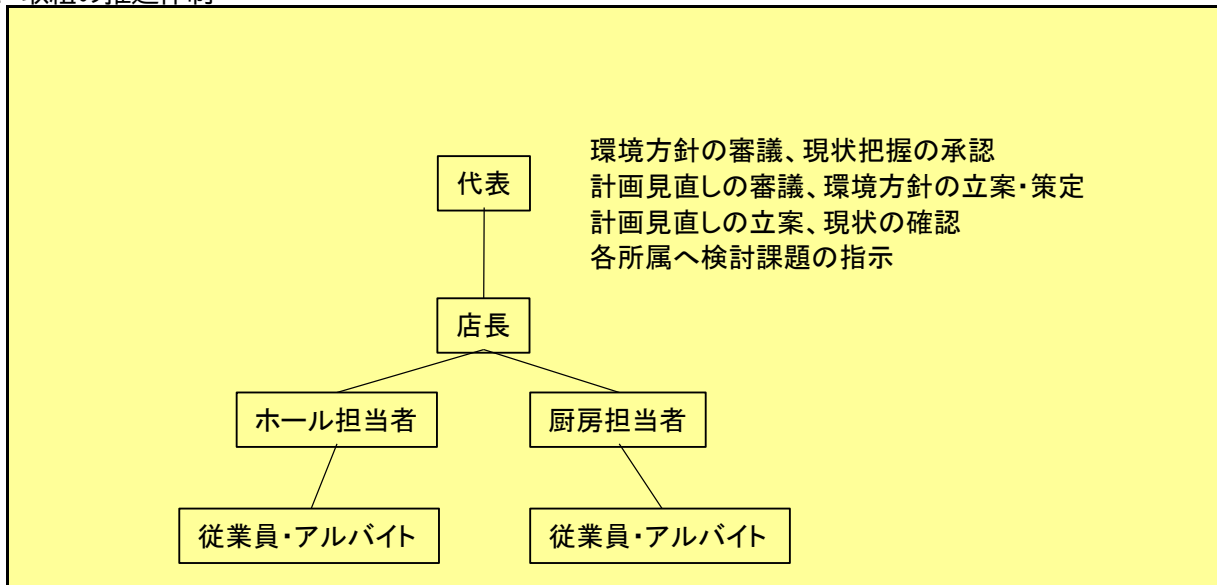 代表
環境方針の審議、現状把握の承認
計画見直しの審議、環境方針の立案・策定
計画見直しの立案、現状の確認
各所属へ検討課題の指示
店長
ホール担当者
厨房担当者
従業員・アルバイト
従業員・アルバイト